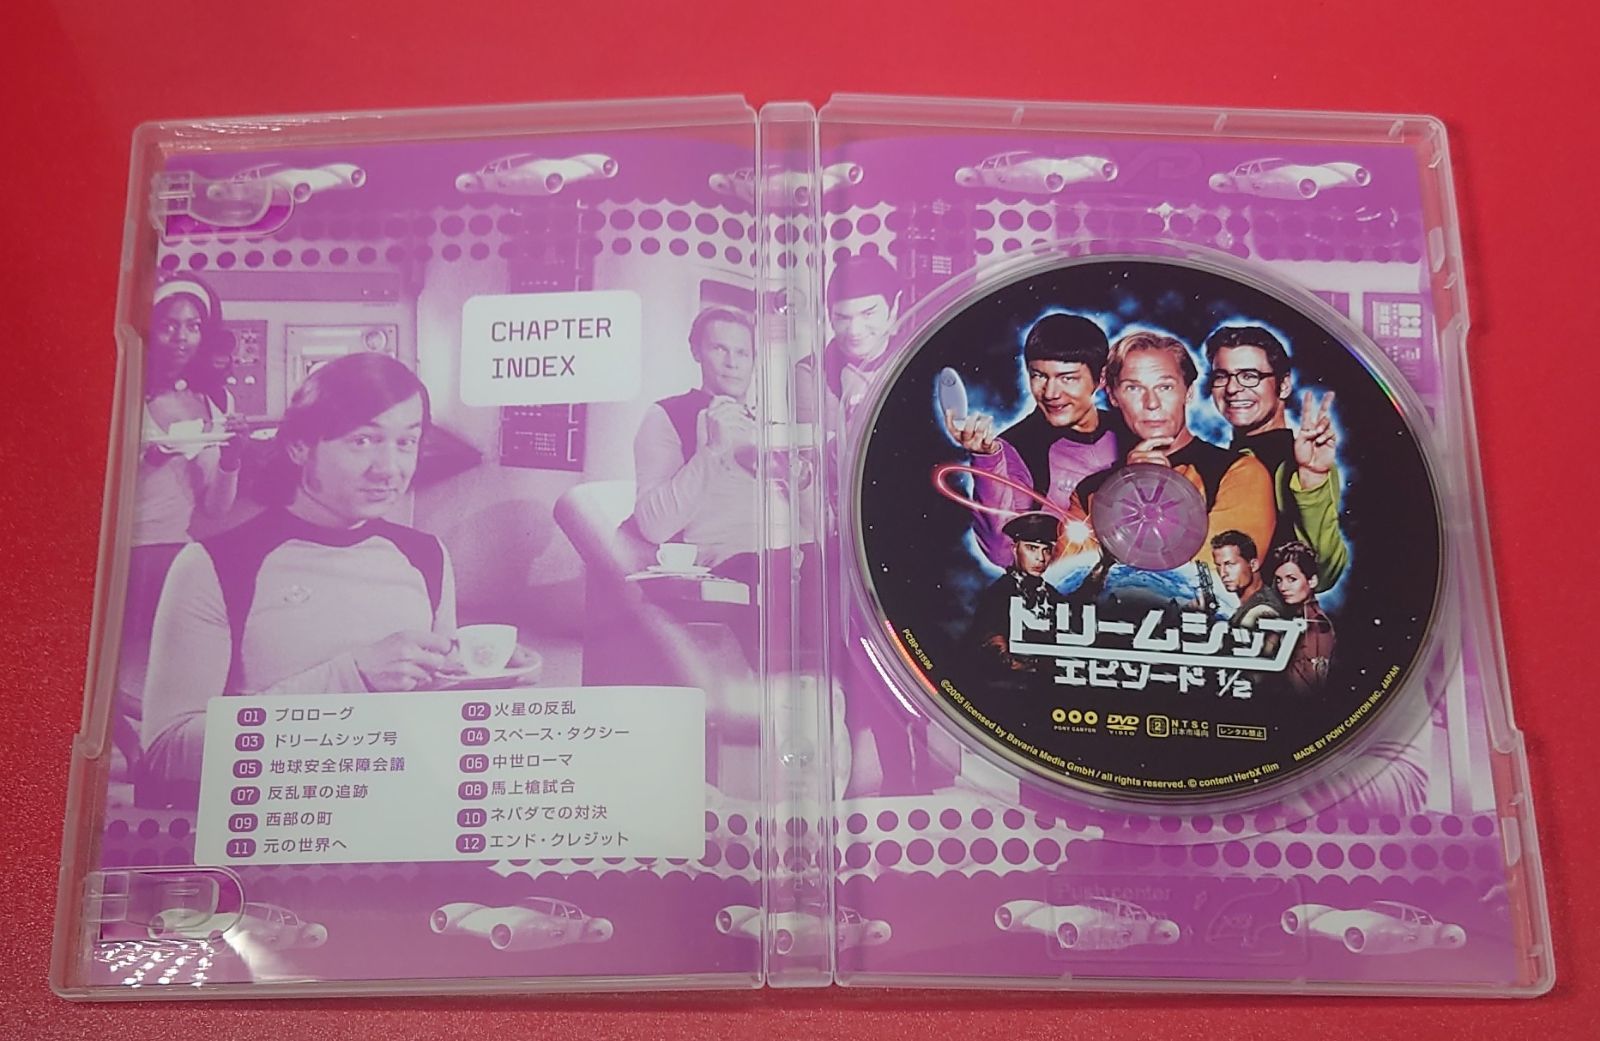 CHAPTER
INDEX
01 プロローグ
02 火星の反乱
03 ドリームシップ号
04 スペース・タクシー
05 地球安全保障会議
06 中世ローマ
07 反乱軍の追跡
08 馬上槍試合
09 西部の町
10 ネバダでの対決
11 元の世界へ
12 エンド・クレジット
ドリームシップ
エピソード 1/2
PCBP-51596
PONY CANYON
DVD
VIDEO
2
NTSC
日本市場向
レンタル禁止
©2005 licensed by Bavaria Media GmbH / all rights reserved. © content HerbX film
MADE BY PONY CANYON INC., JAPAN
Push center